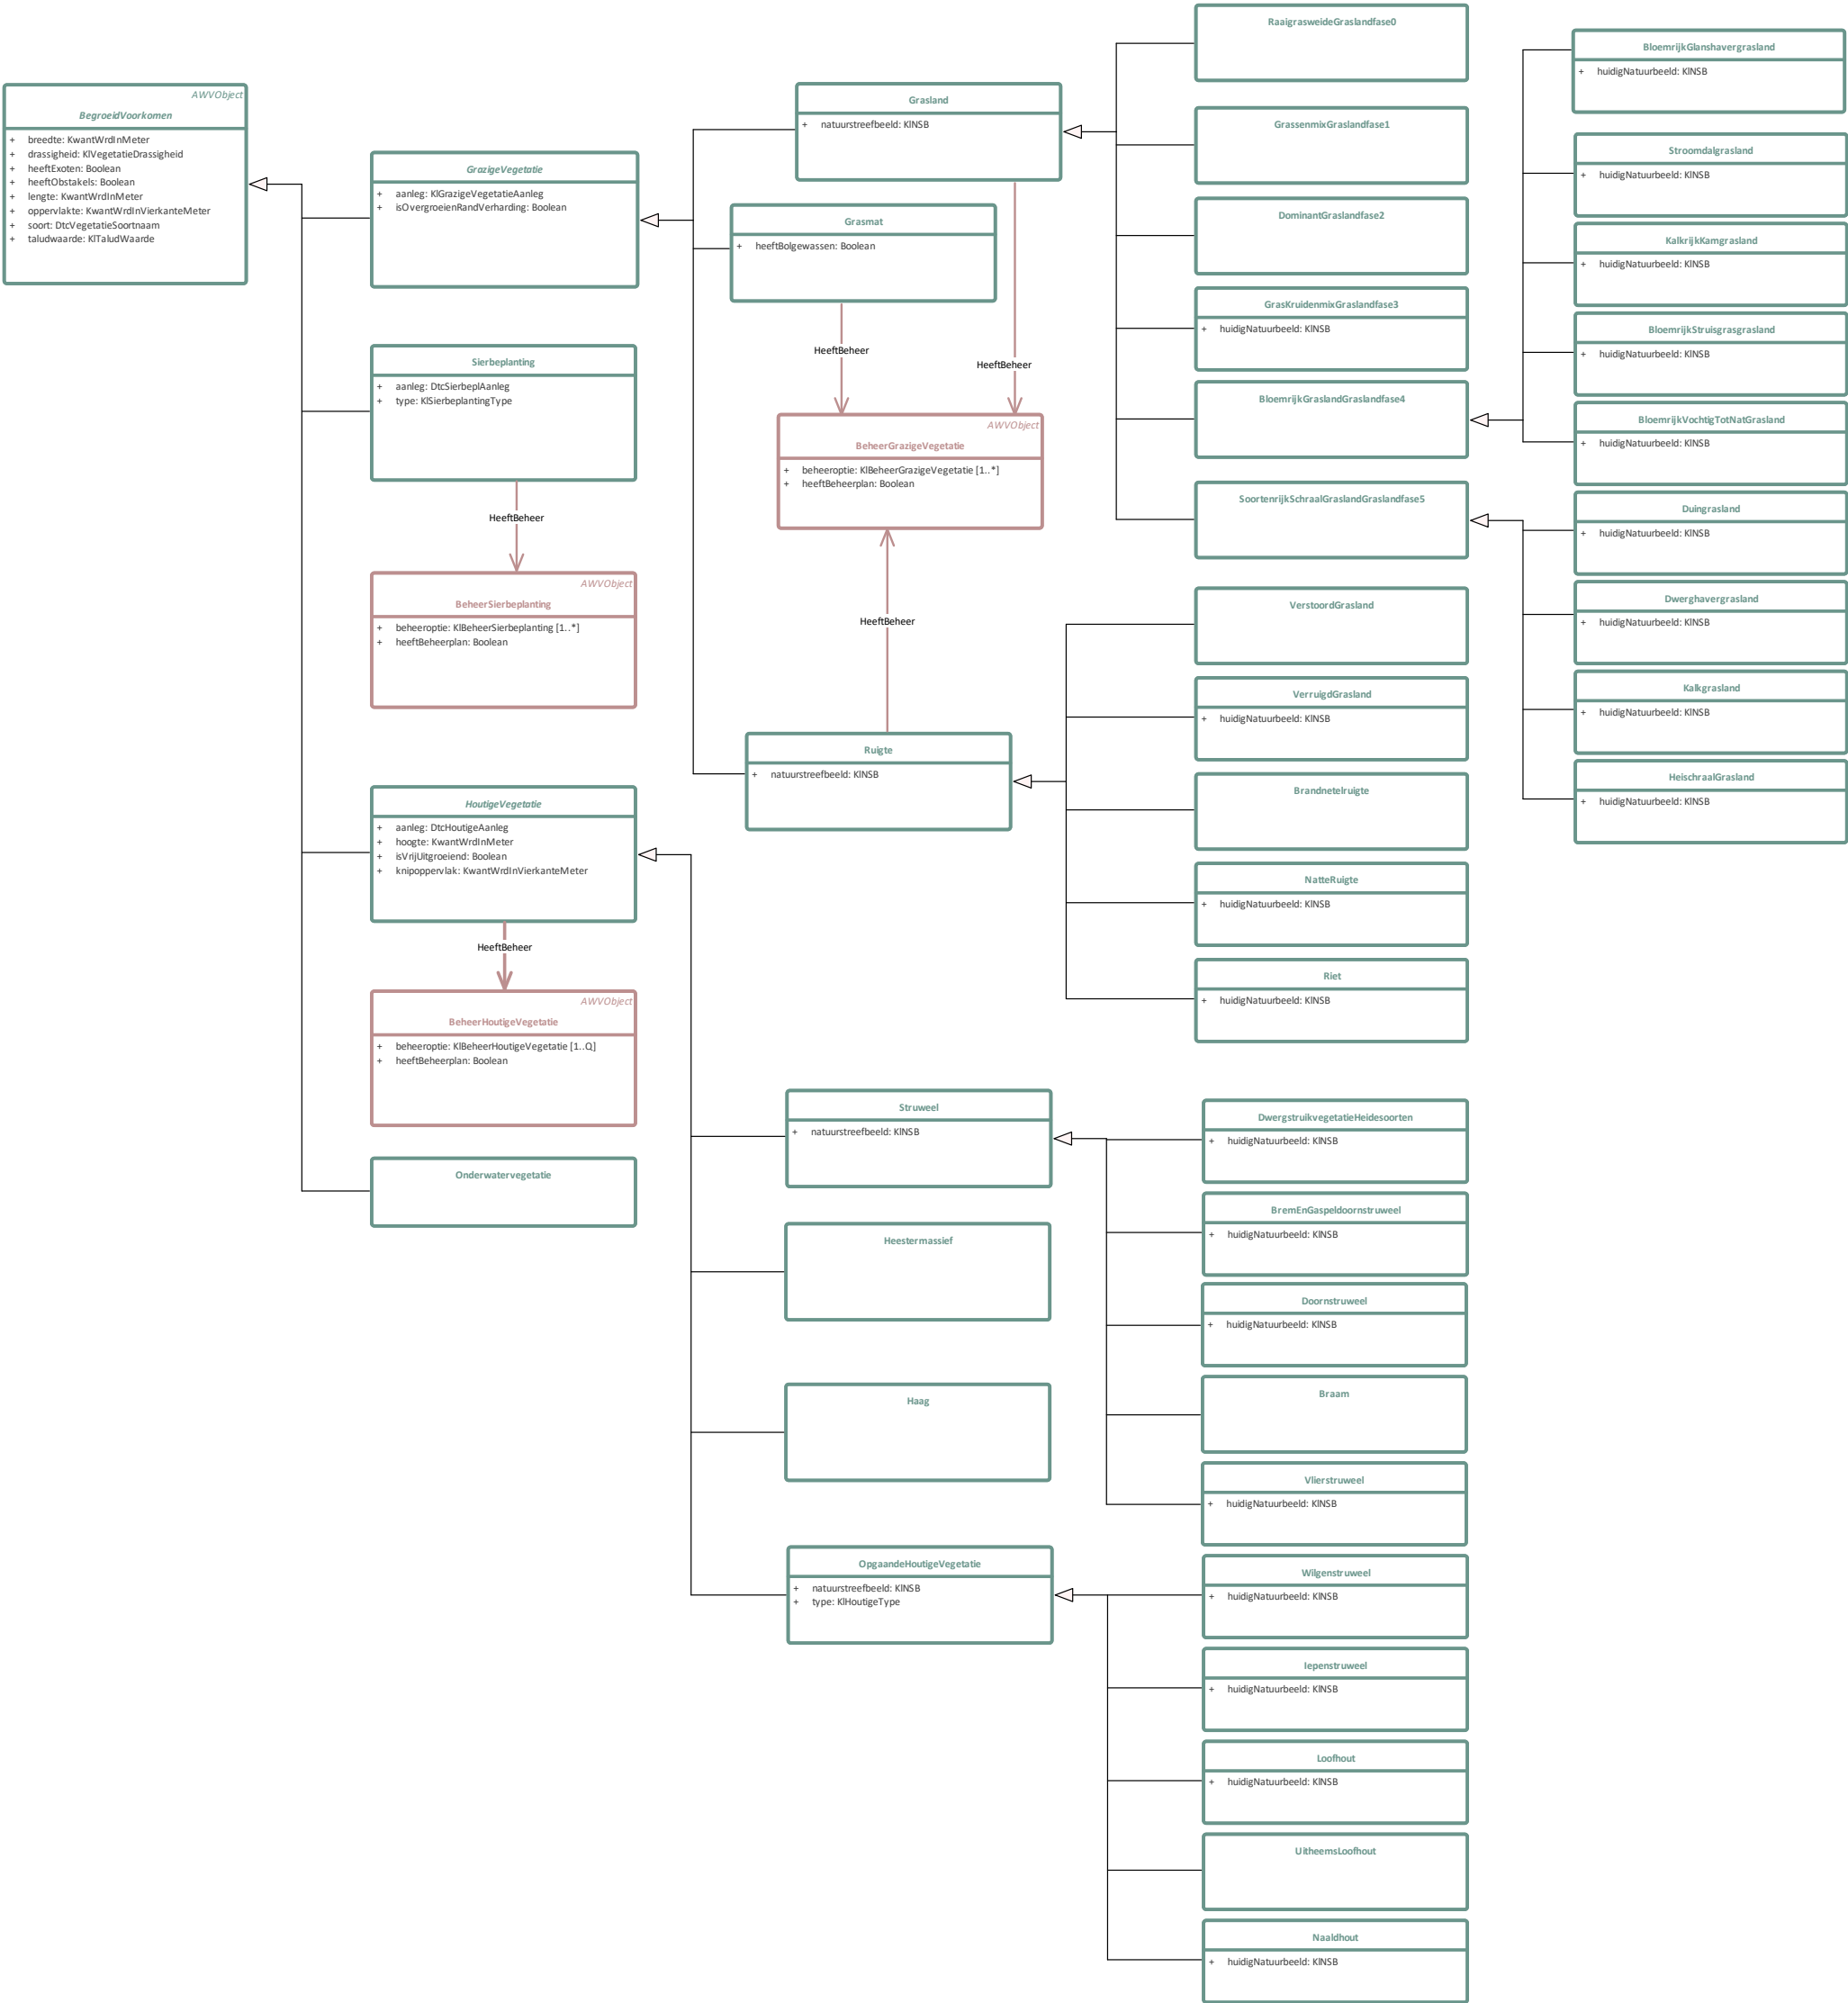 AWVObject
BegroeidVoorkomen
+ breedte: KwantWrdInMeter
+ drassigheid: KlVegetatieDrassigheid
+ heeftExoten: Boolean
+ heeftObstakels: Boolean
+ lengte: KwantWrdInMeter
+ oppervlakte: KwantWrdInVierkanteMeter
+ soort: DtcVegetatieSoortnaam
+ taludwaarde: KlTaludWaarde
GrazigeVegetatie
+ aanleg: KlGrazigeVegetatieAanleg
+ isOvergroeienRandVerharding: Boolean
Sierbeplanting
+ aanleg: DtcSierbeplAanleg
+ type: KlSierbeplantingType
HeeftBeheer
AWVObject
BeheerSierbeplanting
+ beheeroptie: KlBeheerSierbeplanting [1..*]
+ heeftBeheerplan: Boolean
HoutigeVegetatie
+ aanleg: DtcHoutigeAanleg
+ hoogte: KwantWrdInMeter
+ isVrijUitgroeiend: Boolean
+ knipoppervlak: KwantWrdInVierkanteMeter
HeeftBeheer
AWVObject
BeheerHoutigeVegetatie
+ beheeroptie: KlBeheerHoutigeVegetatie [1..Q]
+ heeftBeheerplan: Boolean
Onderwatervegetatie
Grasland
+ natuurstreefbeeld: KlNSB
Grasmat
+ heeftBolgewassen: Boolean
HeeftBeheer
HeeftBeheer
AWVObject
BeheerGrazigeVegetatie
+ beheeroptie: KlBeheerGrazigeVegetatie [1..*]
+ heeftBeheerplan: Boolean
HeeftBeheer
Ruigte
+ natuurstreefbeeld: KlNSB
Struweel
+ natuurstreefbeeld: KlNSB
Heestermassief
Haag
OpgaandeHoutigeVegetatie
+ natuurstreefbeeld: KlNSB
+ type: KlHoutigeType
RaaigrasweideGraslandfase0
GrassenmixGraslandfase1
DominantGraslandfase2
GrasKruidenmixGraslandfase3
+ huidigNatuurbeeld: KlNSB
BloemrijkGraslandGraslandfase4
SoortenrijkSchraalGraslandGraslandfase5
VerstoordGrasland
VerruigdGrasland
+ huidigNatuurbeeld: KlNSB
Brandnetelruigte
NatteRuigte
+ huidigNatuurbeeld: KlNSB
Riet
+ huidigNatuurbeeld: KlNSB
DwergstruikvegetatieHeidesoorten
+ huidigNatuurbeeld: KlNSB
BremEnGaspeldoornstruweel
+ huidigNatuurbeeld: KlNSB
Doornstruweel
+ huidigNatuurbeeld: KlNSB
Braam
Vlierstruweel
+ huidigNatuurbeeld: KlNSB
Wilgenstruweel
+ huidigNatuurbeeld: KlNSB
Iepenstruweel
+ huidigNatuurbeeld: KlNSB
Loofhout
+ huidigNatuurbeeld: KlNSB
UitheemsLoofhout
Naaldhout
+ huidigNatuurbeeld: KlNSB
BloemrijkGlanshavergrasland
+ huidigNatuurbeeld: KlNSB
Stroomdalgrasland
+ huidigNatuurbeeld: KlNSB
KalkrijkKamgrasland
+ huidigNatuurbeeld: KlNSB
BloemrijkStruisgrasgrasland
+ huidigNatuurbeeld: KlNSB
BloemrijkVochtigTotNatGrasland
+ huidigNatuurbeeld: KlNSB
Duingrasland
+ huidigNatuurbeeld: KlNSB
Dwerghavergrasland
+ huidigNatuurbeeld: KlNSB
Kalkgrasland
+ huidigNatuurbeeld: KlNSB
HeischraalGrasland
+ huidigNatuurbeeld: KlNSB